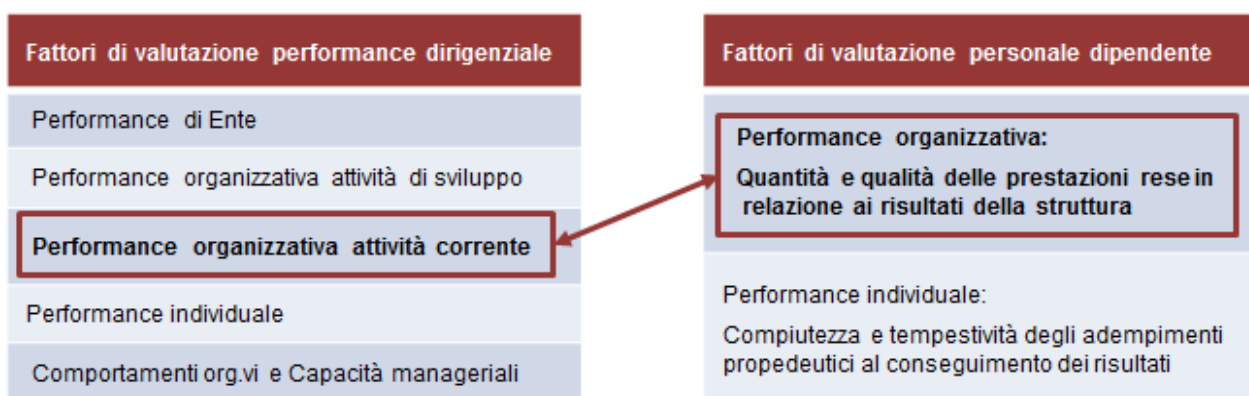 Fattori di valutazione performance dirigenziale
Performance di Ente
Performance organizzativa attività di sviluppo
Performance organizzativa attività corrente
Performance individuale
Comportamenti org.vi e Capacità manageriali
Fattori di valutazione personale dipendente
Performance organizzativa:
Quantità e qualità delle prestazioni rese in
relazione ai risultati della struttura
Performance individuale:
Compiutezza e tempestività degli adempimenti
propedeutici al conseguimento dei risultati